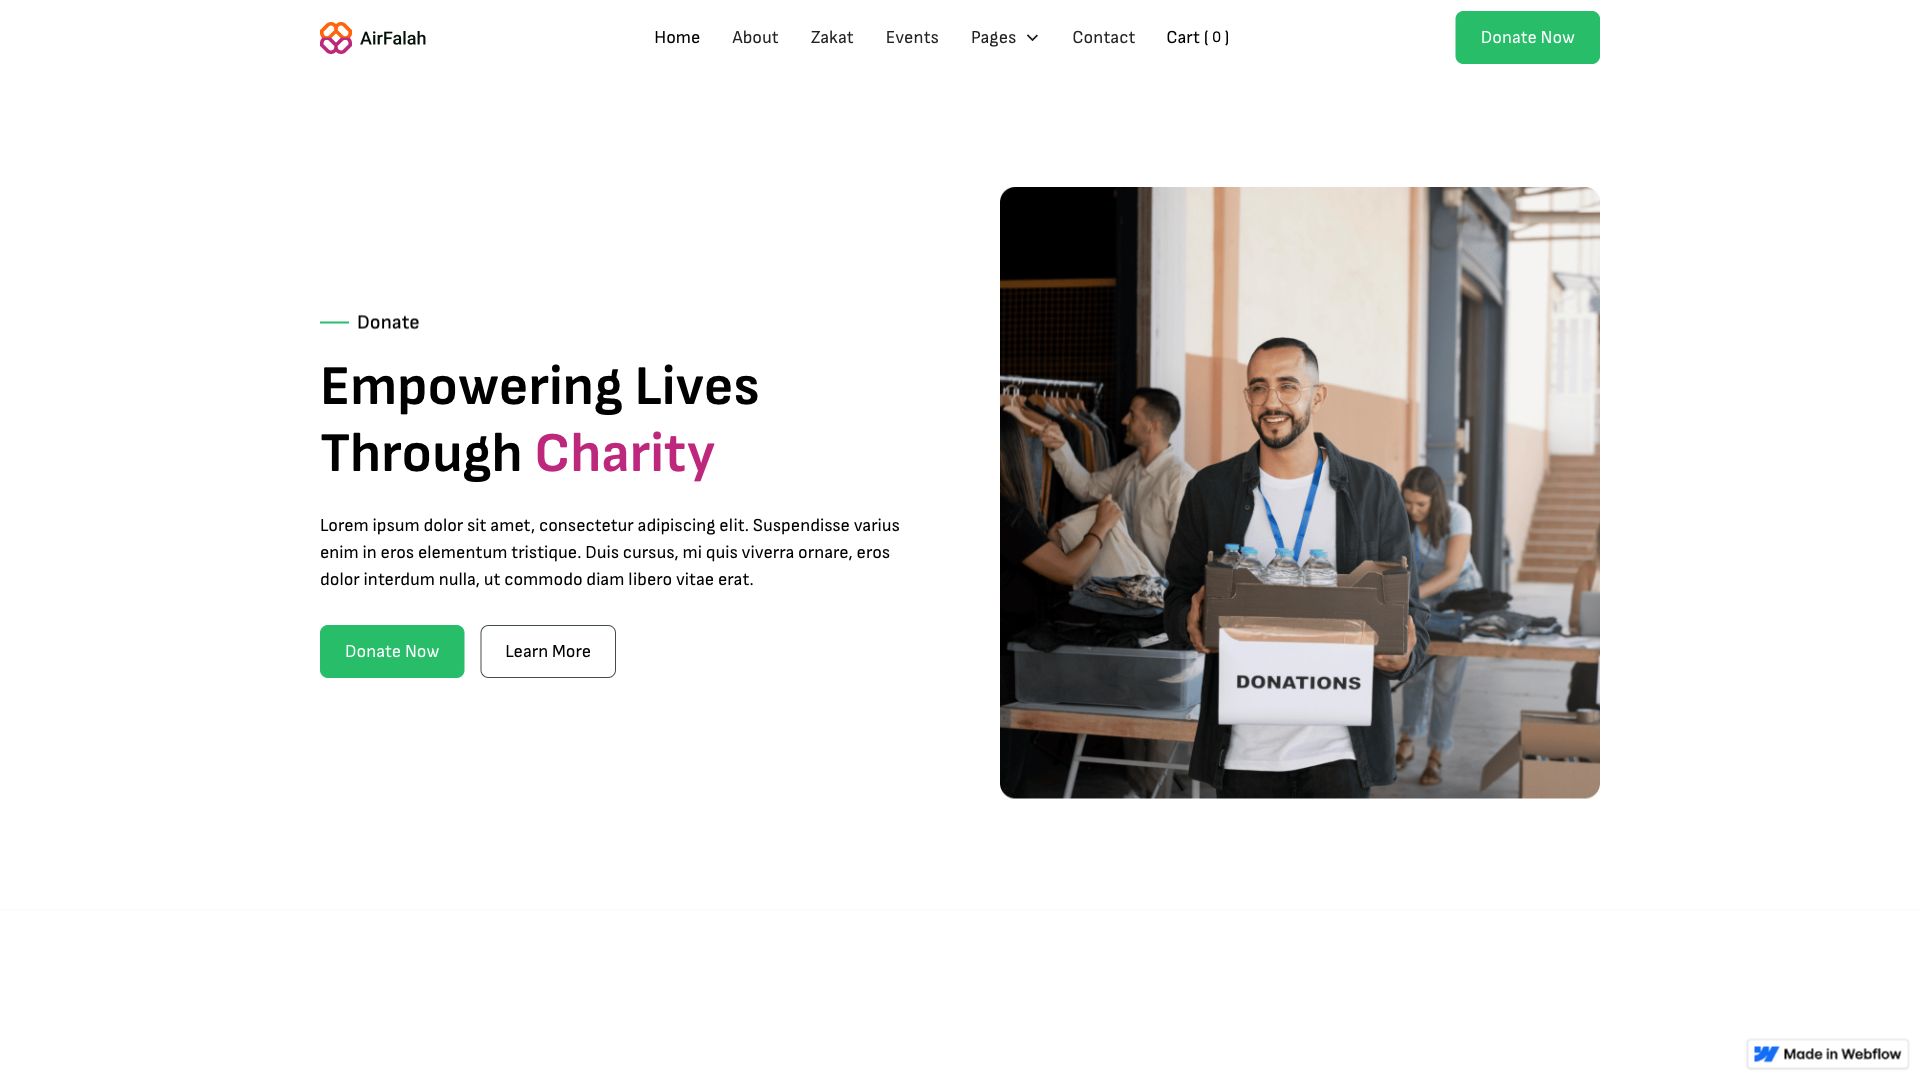 AirFalah
Home
About
Zakat
Events
Pages
Contact
Cart ( 0 )
Donate Now
Donate
Empowering Lives
Through Charity
Lorem ipsum dolor sit amet, consectetur adipiscing elit. Suspendisse varius
enim in eros elementum tristique. Duis cursus, mi quis viverra ornare, eros
dolor interdum nulla, ut commodo diam libero vitae erat.
Donate Now
Learn More
DONATIONS
Made in Webflow